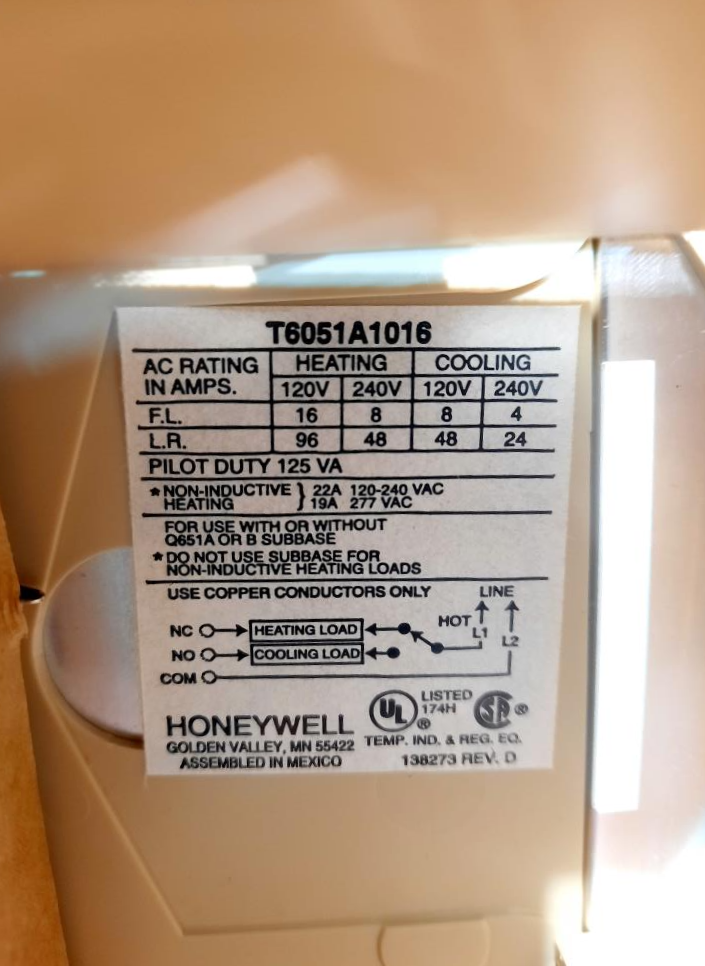 T6051A1016
AC RATING IN AMPS. HEATING COOLING
120V 240V 120V 240V
F.L. 16 8 8 4
L.R. 96 48 48 24
PILOT DUTY 125 VA
* NON-INDUCTIVE } 22A 120-240 VAC
HEATING 19A 277 VAC
FOR USE WITH OR WITHOUT
Q651A OR B SUBBASE
* DO NOT USE SUBBASE FOR
NON-INDUCTIVE HEATING LOADS
USE COPPER CONDUCTORS ONLY LINE
NC HEATING LOAD HOT L1 L2
NO COOLING LOAD
COM
UL ® LISTED 174H SA ®
HONEYWELL
TEMP. IND. & REG. EQ.
GOLDEN VALLEY, MN 55422
ASSEMBLED IN MEXICO
138273 REV. D